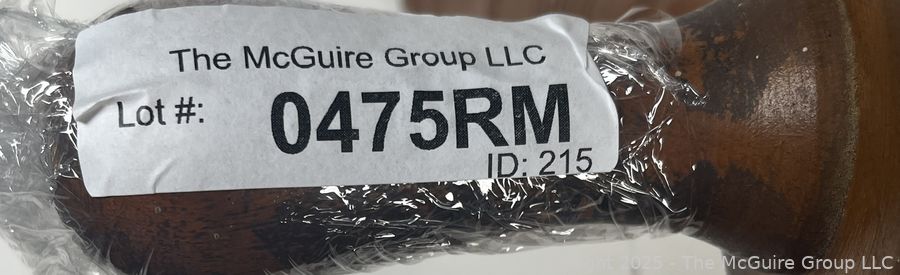 The McGuire Group LLC
Lot #:
0475RM
ID: 215
2025 - The McGuire Group LLC